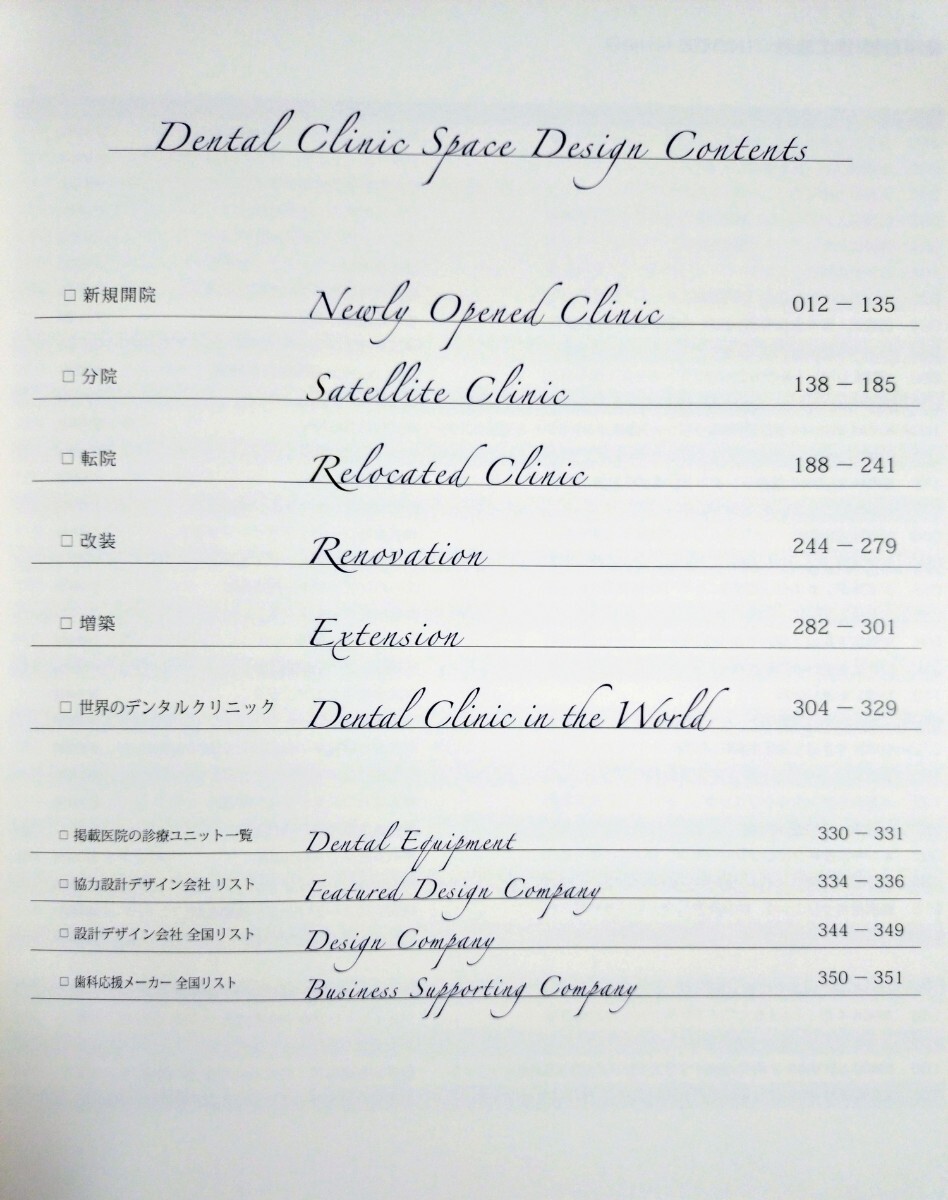 Dental Clinic Space Design Contents
□ 新規開院 Newly Opened Clinic 012 − 135
□ 分院 Satellite Clinic 138 − 185
□ 転院 Relocated Clinic 188 − 241
□ 改装 Renovation 244 − 279
□ 増築 Extension 282 − 301
□ 世界のデンタルクリニック Dental Clinic in the World 304 − 329
□ 掲載医院の診療ユニット一覧 Dental Equipment 330 − 331
□ 協力設計デザイン会社 リスト Featured Design Company 334 − 336
□ 設計デザイン会社 全国リスト Design Company 344 − 349
□ 歯科応援メーカー 全国リスト Business Supporting Company 350 − 351